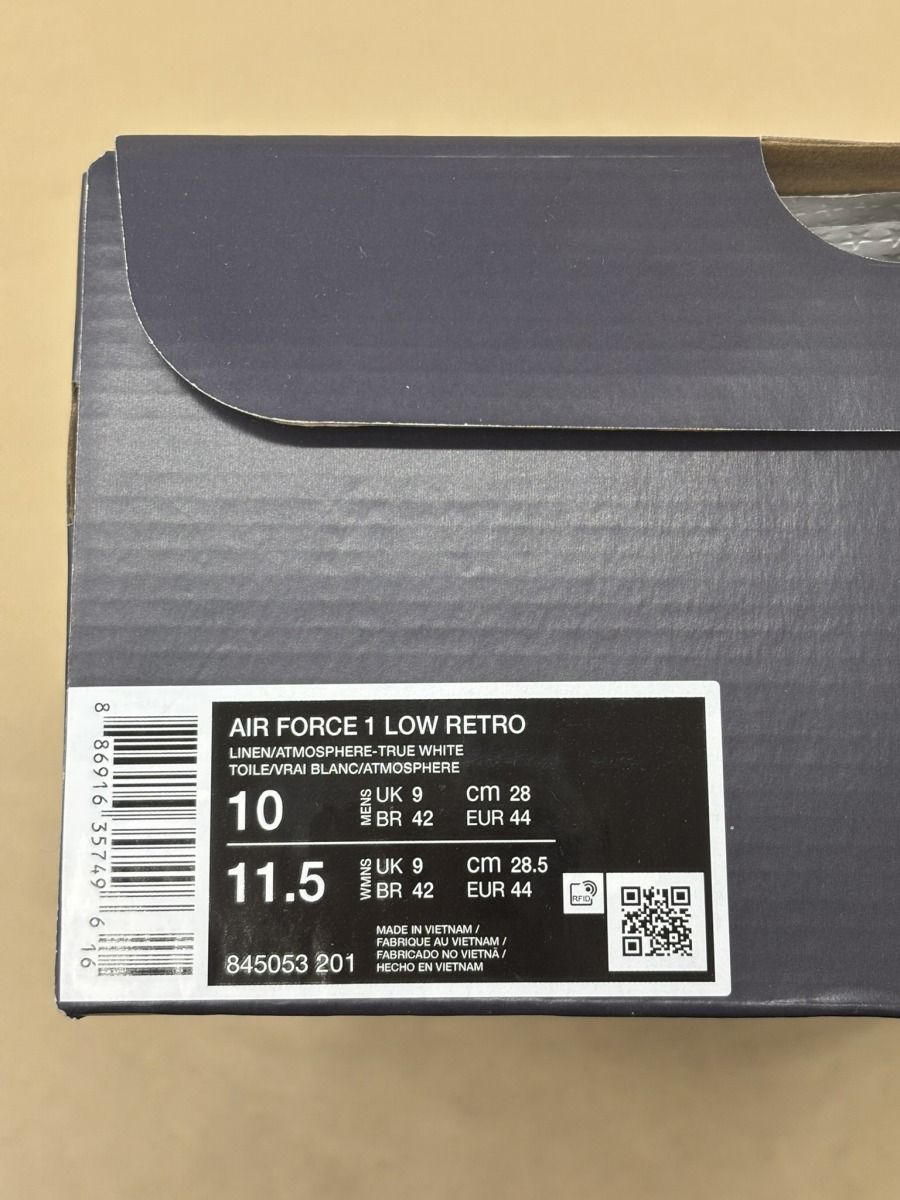 AIR FORCE 1 LOW RETRO
LINEN/ATMOSPHERE-TRUE WHITE
TOILE/VRAI BLANC/ATMOSPHERE
10 MENS UK 9 cm 28
BR 42 EUR 44
11.5 WMNS UK 9 cm 28.5
BR 42 EUR 44
RFID
MADE IN VIETNAM /
FABRIQUE AU VIETNAM /
FABRICADO NO VIETNÃ /
HECHO EN VIETNAM
845053 201
8 86916 35749 6 16